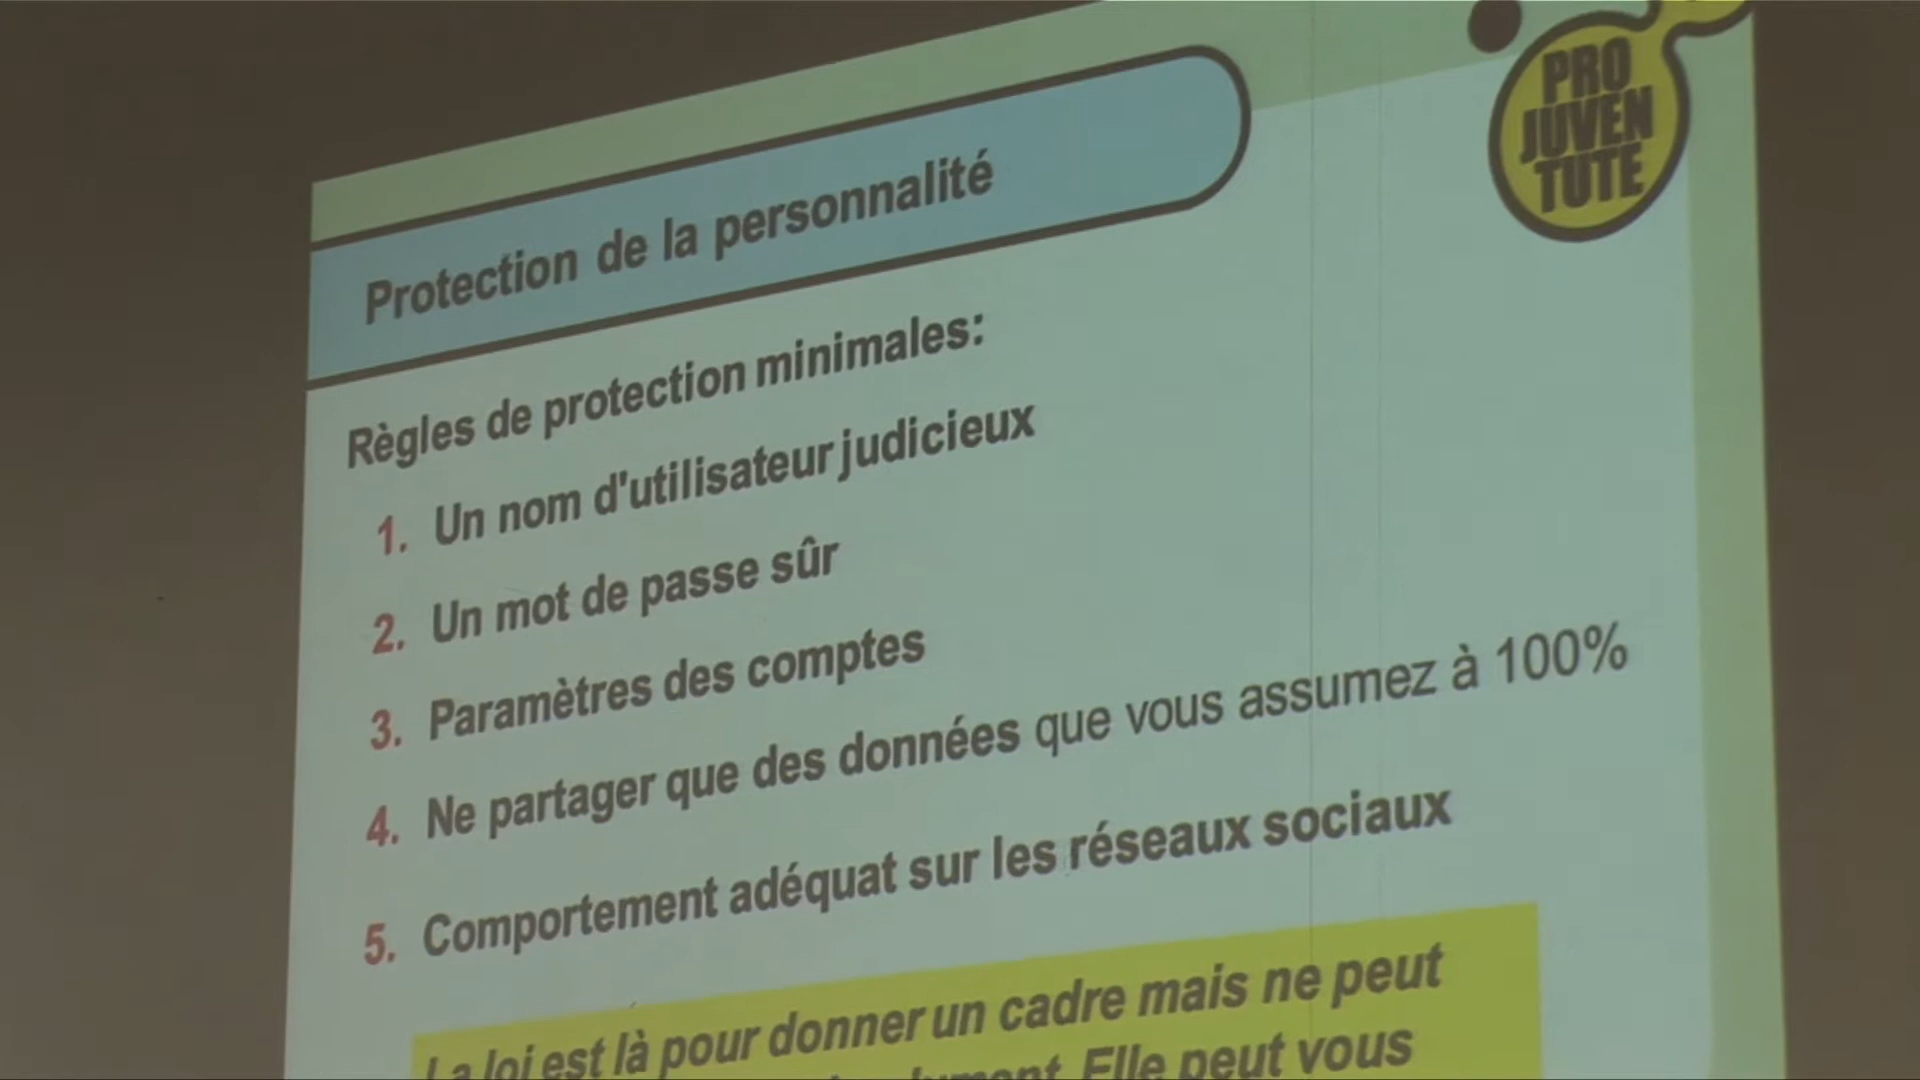 PRO
JUVEN
TUTE
Protection de la personnalité
Règles de protection minimales:
1. Un nom d'utilisateur judicieux
2. Un mot de passe sûr
3. Paramètres des comptes
4. Ne partager que des données que vous assumez à 100%
5. Comportement adéquat sur les réseaux sociaux
La loi est là pour donner un cadre mais ne peut
Elle peut vous